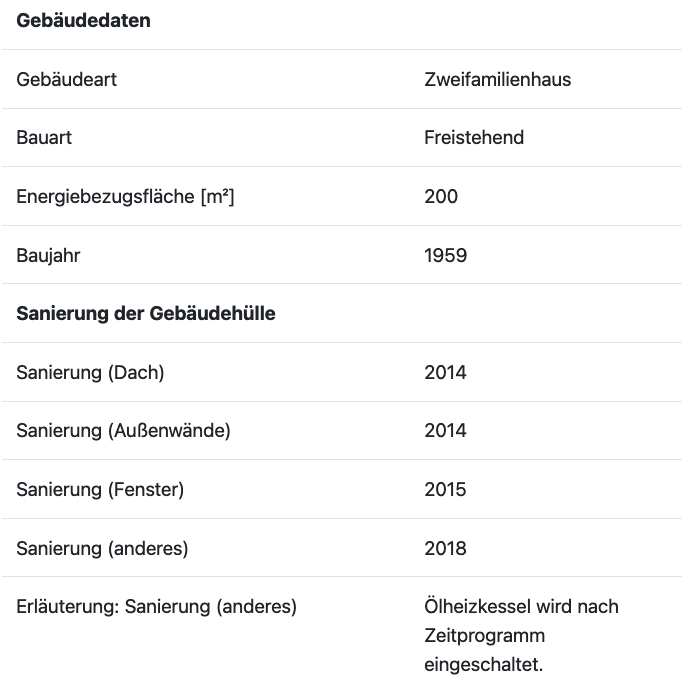 Gebäudedaten
Gebäudeart Zweifamilienhaus
Bauart Freistehend
Energiebezugsfläche [m²] 200
Baujahr 1959
Sanierung der Gebäudehülle
Sanierung (Dach) 2014
Sanierung (Außenwände) 2014
Sanierung (Fenster) 2015
Sanierung (anderes) 2018
Erläuterung: Sanierung (anderes) Ölheizkessel wird nach
Zeitprogramm
eingeschaltet.